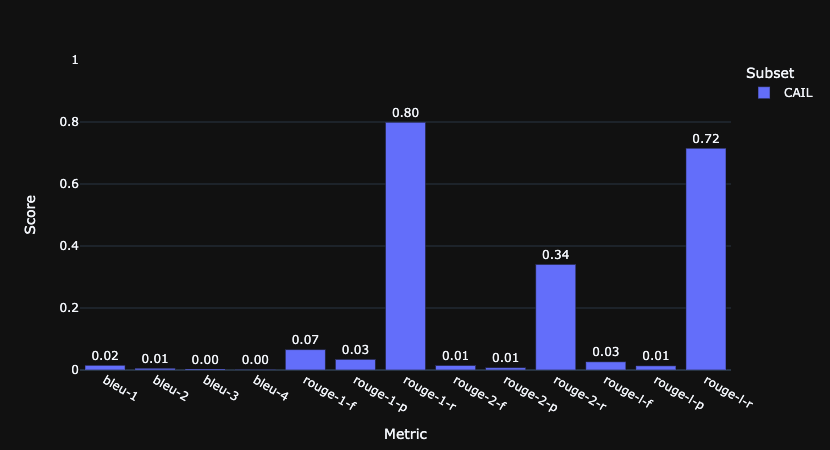 Score
1
0.8
0.6
0.4
0.2
0
0.02
0.01
0.00
0.00
0.07
0.03
0.80
0.01
0.01
0.34
0.03
0.01
0.72
bleu-1
bleu-2
bleu-3
bleu-4
rouge-1-f
rouge-1-p
rouge-1-r
rouge-2-f
rouge-2-p
rouge-2-r
rouge-l-f
rouge-l-p
rouge-l-r
Metric
Subset
CAIL